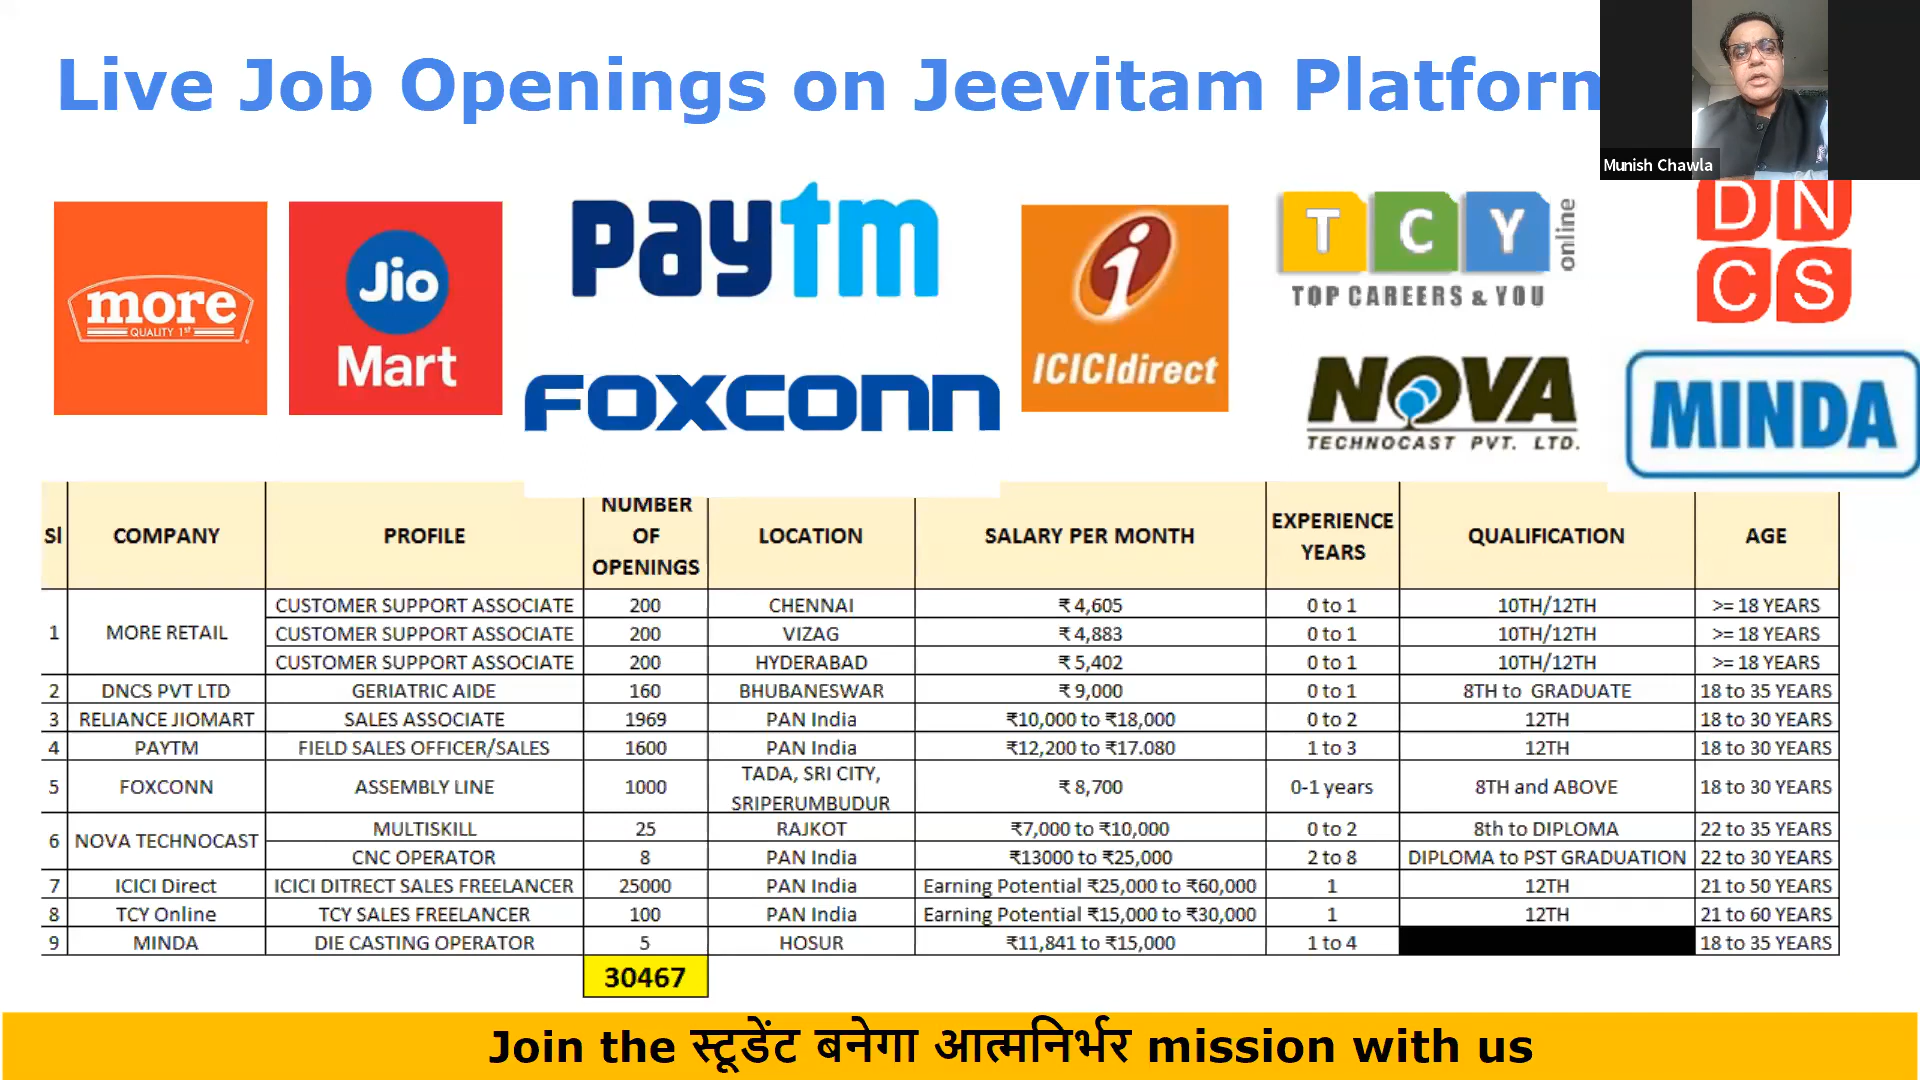 Live Job Openings on Jeevitam Platform
Munish Chawla
more
QUALITY 1st
Jio
Mart
paytm
FOXCONN
i
ICICIdirect
T C Y online
TOP CAREERS & YOU
NOVA
TECHNOCAST PVT. LTD.
D N
C S
MINDA
Sl COMPANY PROFILE NUMBER OF OPENINGS LOCATION SALARY PER MONTH EXPERIENCE YEARS QUALIFICATION AGE
1 MORE RETAIL CUSTOMER SUPPORT ASSOCIATE 200 CHENNAI ₹ 4,605 0 to 1 10TH/12TH >= 18 YEARS
CUSTOMER SUPPORT ASSOCIATE 200 VIZAG ₹ 4,883 0 to 1 10TH/12TH >= 18 YEARS
CUSTOMER SUPPORT ASSOCIATE 200 HYDERABAD ₹ 5,402 0 to 1 10TH/12TH >= 18 YEARS
2 DNCS PVT LTD GERIATRIC AIDE 160 BHUBANESWAR ₹ 9,000 0 to 1 8TH to GRADUATE 18 to 35 YEARS
3 RELIANCE JIOMART SALES ASSOCIATE 1969 PAN India ₹10,000 to ₹18,000 0 to 2 12TH 18 to 30 YEARS
4 PAYTM FIELD SALES OFFICER/SALES 1600 PAN India ₹12,200 to ₹17.080 1 to 3 12TH 18 to 30 YEARS
5 FOXCONN ASSEMBLY LINE 1000 TADA, SRI CITY, SRIPERUMBUDUR ₹ 8,700 0-1 years 8TH and ABOVE 18 to 30 YEARS
6 NOVA TECHNOCAST MULTISKILL 25 RAJKOT ₹7,000 to ₹10,000 0 to 2 8th to DIPLOMA 22 to 35 YEARS
CNC OPERATOR 8 PAN India ₹13000 to ₹25,000 2 to 8 DIPLOMA to PST GRADUATION 22 to 30 YEARS
7 ICICI Direct ICICI DITRECT SALES FREELANCER 25000 PAN India Earning Potential ₹25,000 to ₹60,000 1 12TH 21 to 50 YEARS
8 TCY Online TCY SALES FREELANCER 100 PAN India Earning Potential ₹15,000 to ₹30,000 1 12TH 21 to 60 YEARS
9 MINDA DIE CASTING OPERATOR 5 HOSUR ₹11,841 to ₹15,000 1 to 4 18 to 35 YEARS
30467
Join the स्टूडेंट बनेगा आत्मनिर्भर mission with us